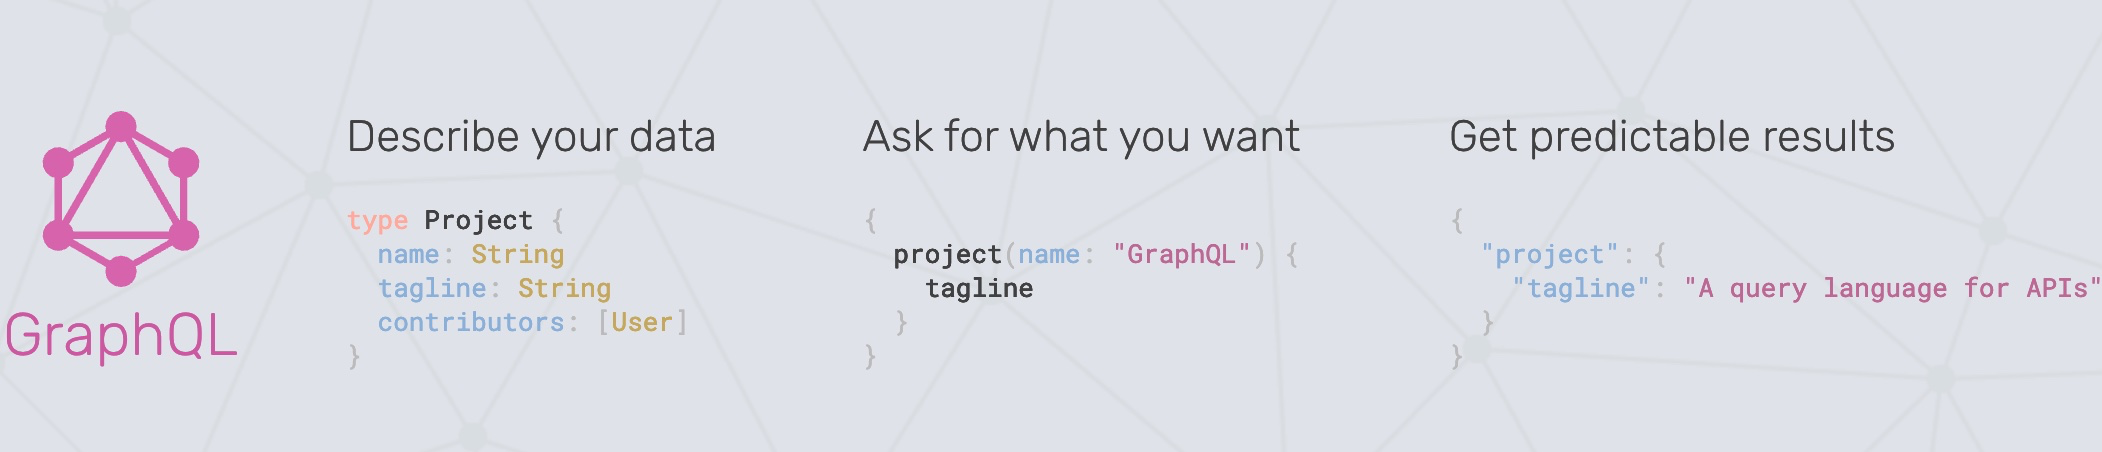 GraphQL
Describe your data
type Project {
  name: String
  tagline: String
  contributors: [User]
}
Ask for what you want
{
  project(name: "GraphQL") {
    tagline
  }
}
Get predictable results
{
  "project": {
    "tagline": "A query language for APIs"
  }
}